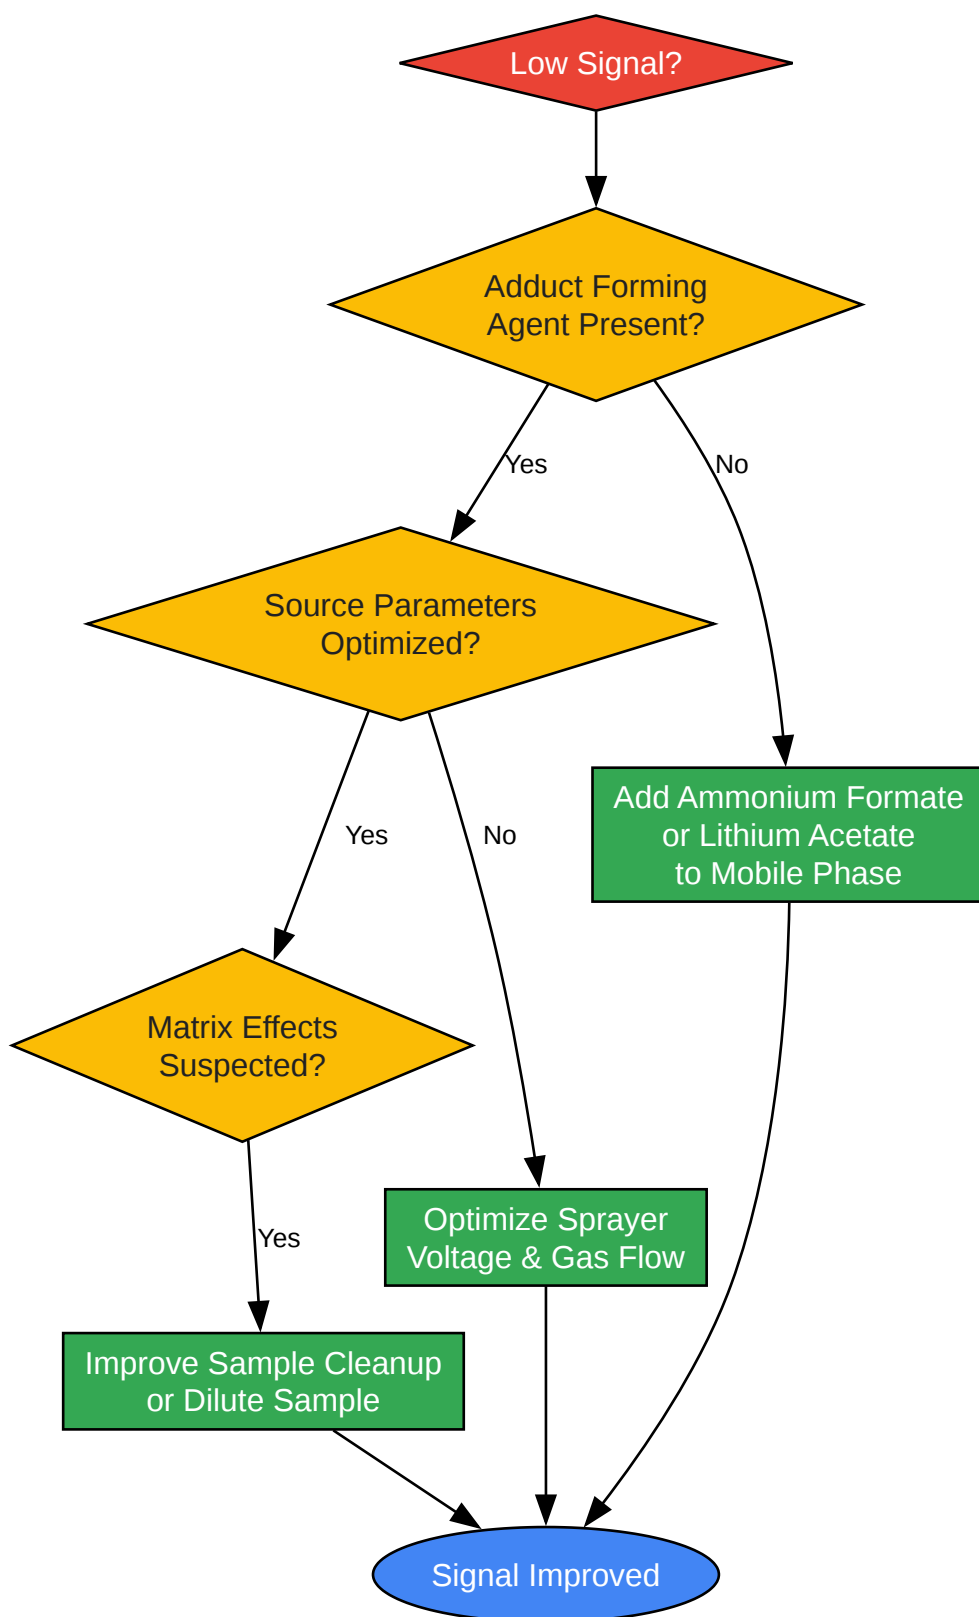 Low Signal?
Adduct Forming
Agent Present?
Yes
No
Source Parameters
Optimized?
Yes
No
Add Ammonium Formate
or Lithium Acetate
to Mobile Phase
Matrix Effects
Suspected?
Yes
Optimize Sprayer
Voltage & Gas Flow
Improve Sample Cleanup
or Dilute Sample
Signal Improved